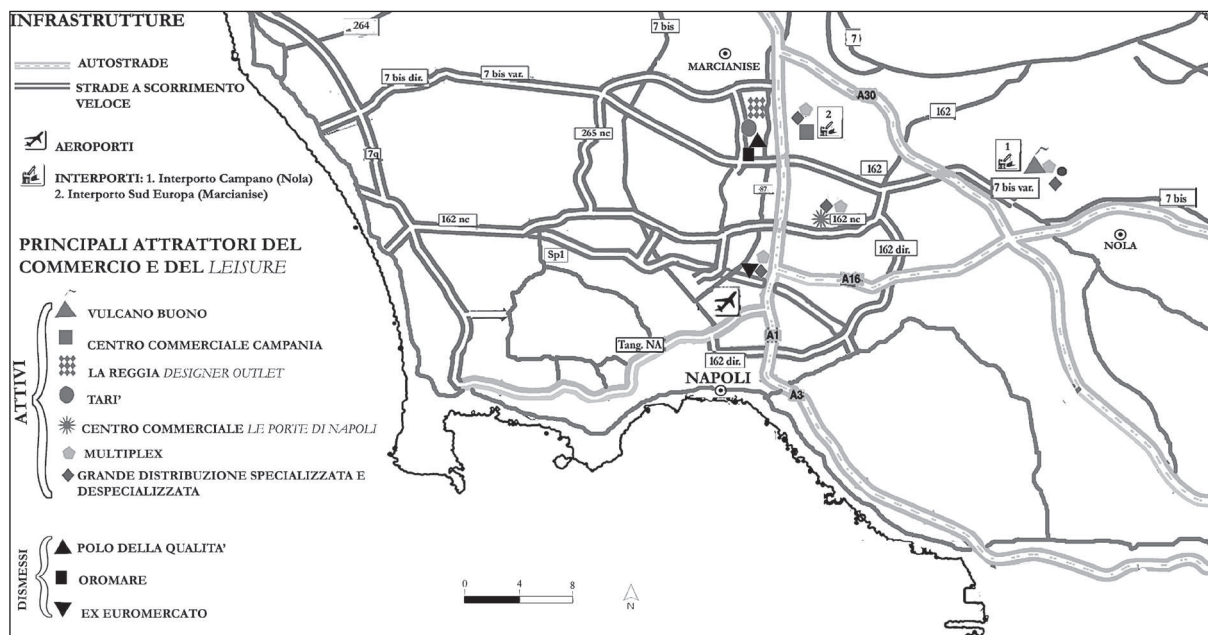 INFRASTRUTTURE
AUTOSTRADE
STRADE A SCORRIMENTO
VELOCE
AEROPORTI
INTERPORTI: 1. Interporto Campano (Nola)
2. Interporto Sud Europa (Marcianise)
PRINCIPALI ATTRATTORI DEL
COMMERCIO E DEL LEISURE
ATTIVI
VULCANO BUONO
CENTRO COMMERCIALE CAMPANIA
LA REGGIA DESIGNER OUTLET
TARI'
CENTRO COMMERCIALE LE PORTE DI NAPOLI
MULTIPLEX
GRANDE DISTRIBUZIONE SPECIALIZZATA E
DESPECIALIZZATA
DISMESSI
POLO DELLA QUALITA'
OROMARE
EX EUROMERCATO
264
7 bis
7
MARCIANISE
7 bis dir.
7 bis var.
A30
162
2
265 nc
1
7q
162
87
7 bis var.
7 bis
162 nc
162 nc
NOLA
Sp1
162 dir.
A16
A1
Tang. NA
162 dir.
NAPOLI
A3
0 4 8
N